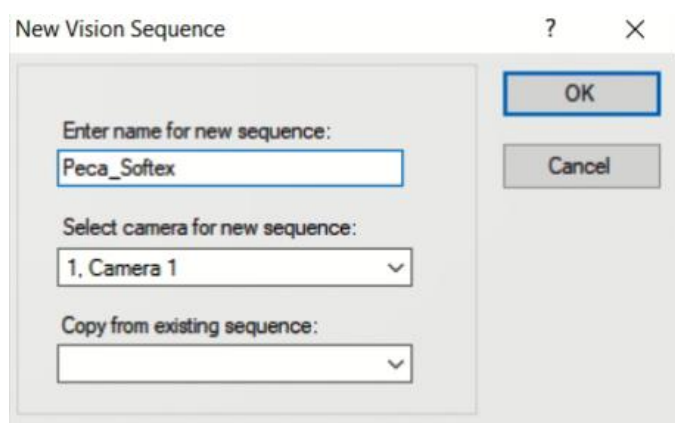 New Vision Sequence ?
OK
Enter name for new sequence:
Peca_Softex
Cancel
Select camera for new sequence:
1, Camera 1
Copy from existing sequence: